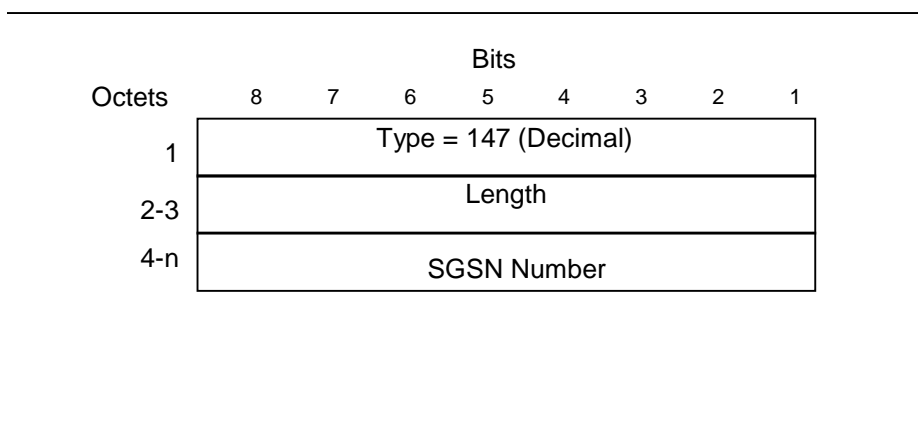 Bits
Octets 8 7 6 5 4 3 2 1
1 Type = 147 (Decimal)
2-3 Length
4-n SGSN Number